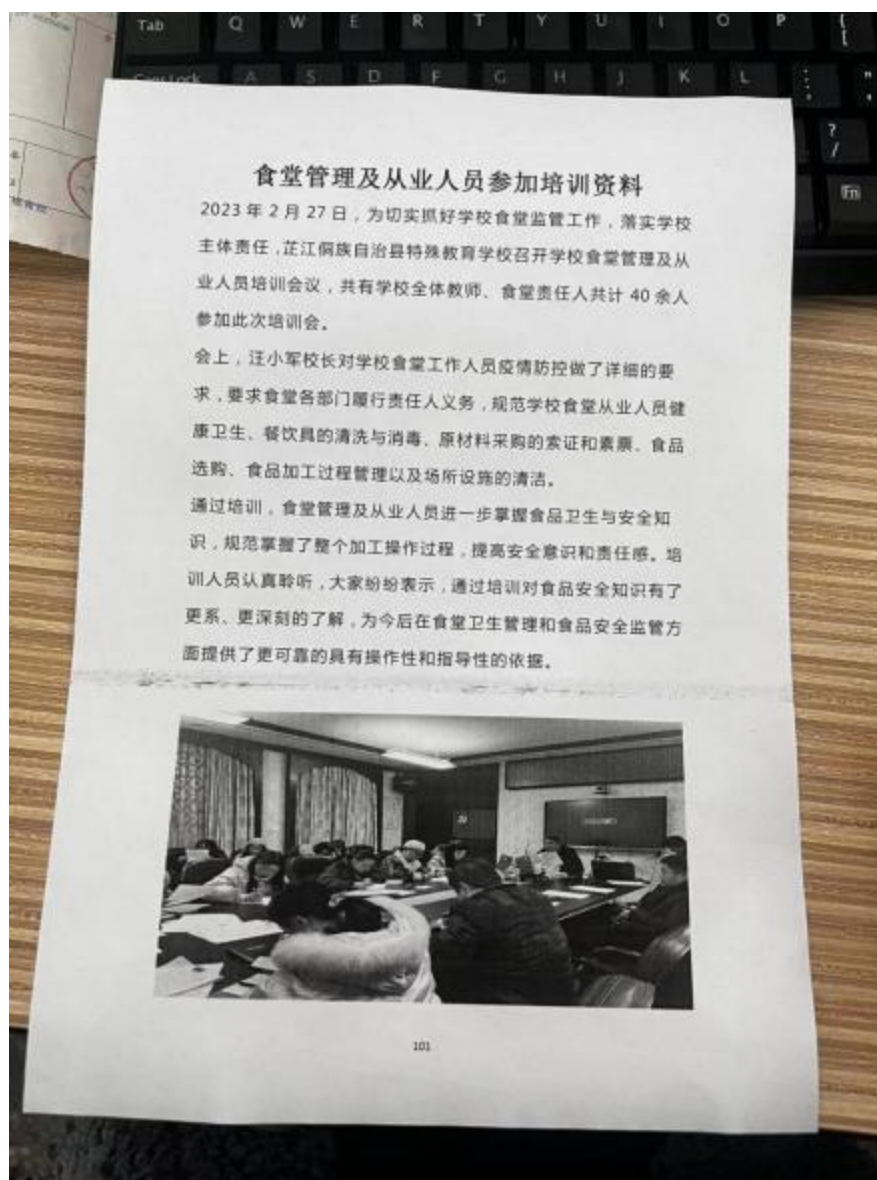 Tab Q W E R T Y U I O P { [
Caps Lock A S D F G H J K L : ; "
? /
Fn
食堂管理及从业人员参加培训资料
2023 年 2 月 27 日，为切实抓好学校食堂监管工作，落实学校
主体责任，芷江侗族自治县特殊教育学校召开学校食堂管理及从
业人员培训会议，共有学校全体教师、食堂责任人共计 40 余人
参加此次培训会。
会上，汪小军校长对学校食堂工作人员疫情防控做了详细的要
求，要求食堂各部门履行责任人义务，规范学校食堂从业人员健
康卫生、餐饮具的清洗与消毒、原材料采购的索证和素票、食品
选购、食品加工过程管理以及场所设施的清洁。
通过培训，食堂管理及从业人员进一步掌握食品卫生与安全知
识，规范掌握了整个加工操作过程，提高安全意识和责任感。培
训人员认真聆听，大家纷纷表示，通过培训对食品安全知识有了
更系、更深刻的了解，为今后在食堂卫生管理和食品安全监管方
面提供了更可靠的具有操作性和指导性的依据。
101